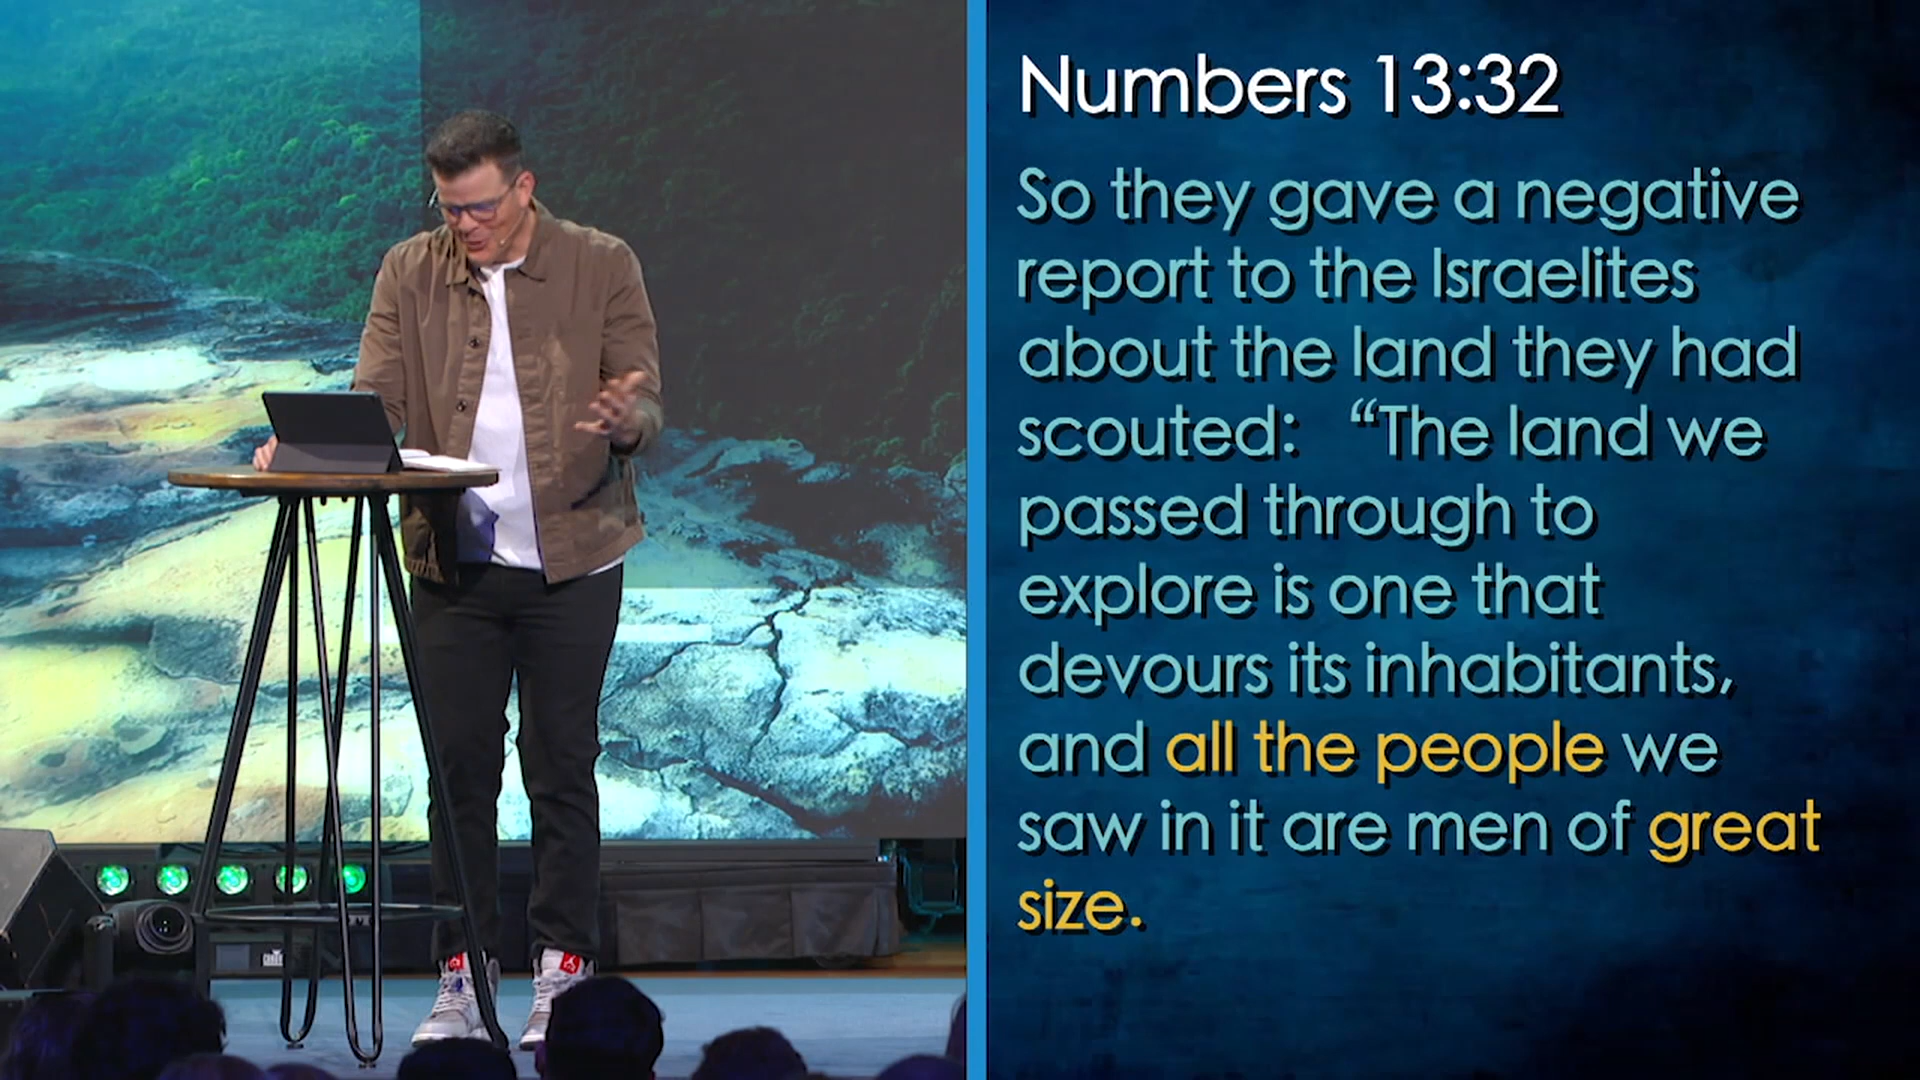 Numbers 13:32
So they gave a negative
report to the Israelites
about the land they had
scouted: “The land we
passed through to
explore is one that
devours its inhabitants,
and all the people we
saw in it are men of great
size.